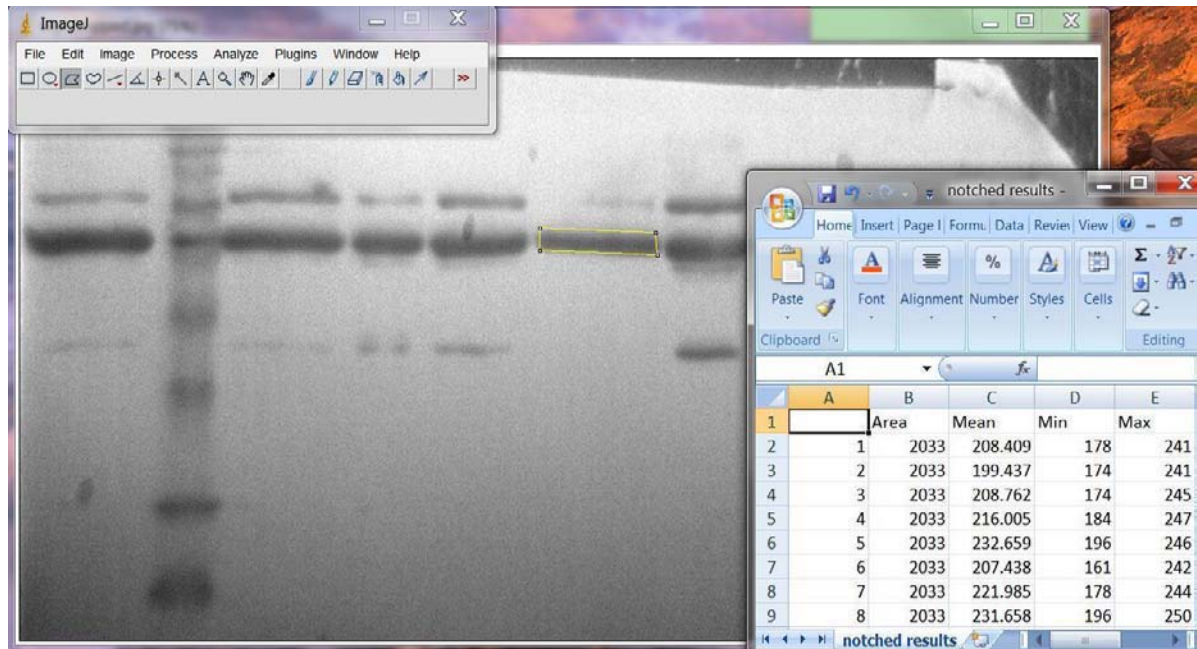 ImageJ
File Edit Image Process Analyze Plugins Window Help
notched results -
Home Insert Page l Formu Data Review View
Paste Font Alignment Number Styles Cells
Clipboard Editing
A1 fx
A B C D E
1 Area Mean Min Max
2 1 2033 208.409 178 241
3 2 2033 199.437 174 241
4 3 2033 208.762 174 245
5 4 2033 216.005 184 247
6 5 2033 232.659 196 246
7 6 2033 207.438 161 242
8 7 2033 221.985 178 244
9 8 2033 231.658 196 250
notched results